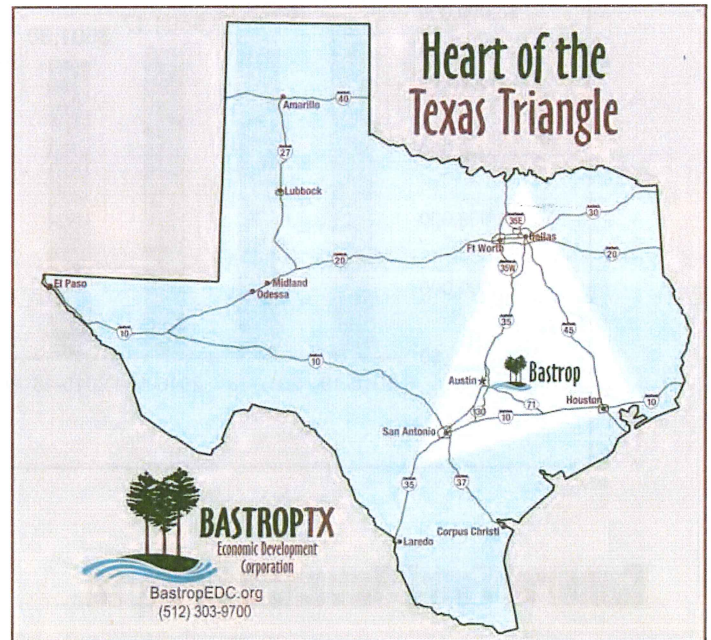 Heart of the
Texas Triangle
Amarillo
40
27
Lubbock
35E
30
Ft Worth
Dallas
20
20
35W
El Paso
Midland
Odessa
10
35
45
10
Austin
Bastrop
71
Houston
10
130
10
San Antonio
35
37
Corpus Christi
Laredo
BASTROPTX
Economic Development
Corporation
BastropEDC.org
(512) 303-9700